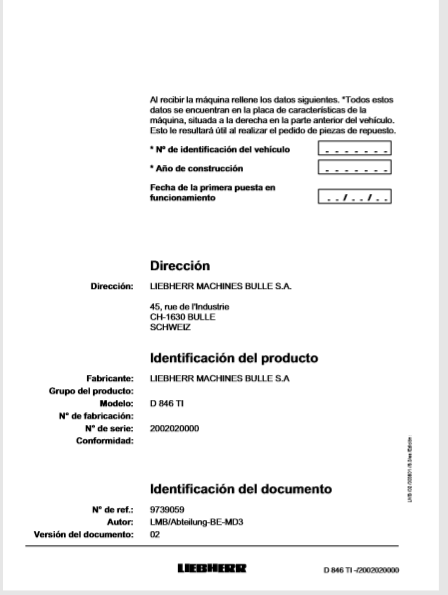 Al recibir la máquina rellene los datos siguientes. *Todos estos
datos se encuentran en la placa de características de la
máquina, situada a la derecha en la parte anterior del vehículo.
Esto le resultará útil al realizar el pedido de piezas de repuesto.
* Nº de identificación del vehículo _ _ _ _ _ _ _
* Año de construcción _ _ _ _ _ _ _
Fecha de la primera puesta en
funcionamiento _ _ / _ _ / _ _
Dirección
Dirección: LIEBHERR MACHINES BULLE S.A.
45, rue de l'Industrie
CH-1630 BULLE
SCHWEIZ
Identificación del producto
Fabricante: LIEBHERR MACHINES BULLE S.A
Grupo del producto:
Modelo: D 846 TI
N° de fabricación:
N° de serie: 2002020000
Conformidad:
Identificación del documento
N° de ref.: 9739059
Autor: LMB/Abteilung-BE-MD3
Versión del documento: 02
LIEBHERR D 846 TI -/2002020000